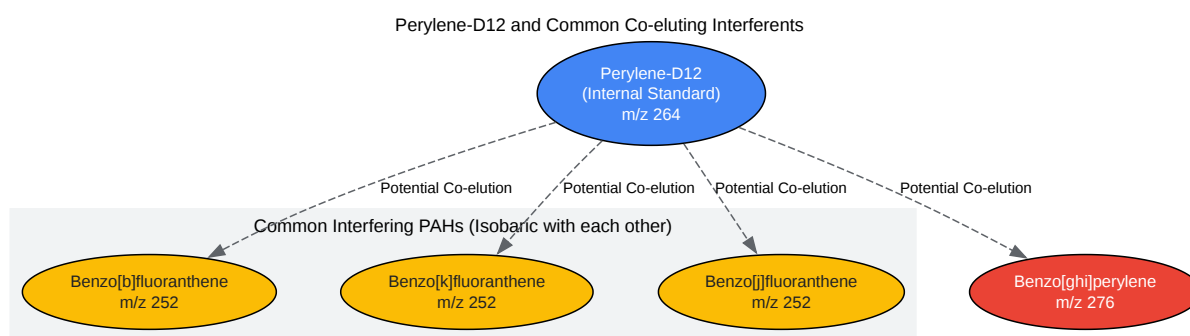 Perylene-D12 and Common Co-eluting Interferents
Perylene-D12
(Internal Standard)
m/z 264
Potential Co-elution
Potential Co-elution
Potential Co-elution
Potential Co-elution
Common Interfering PAHs (Isobaric with each other)
Benzo[b]fluoranthene
m/z 252
Benzo[k]fluoranthene
m/z 252
Benzo[j]fluoranthene
m/z 252
Benzo[ghi]perylene
m/z 276